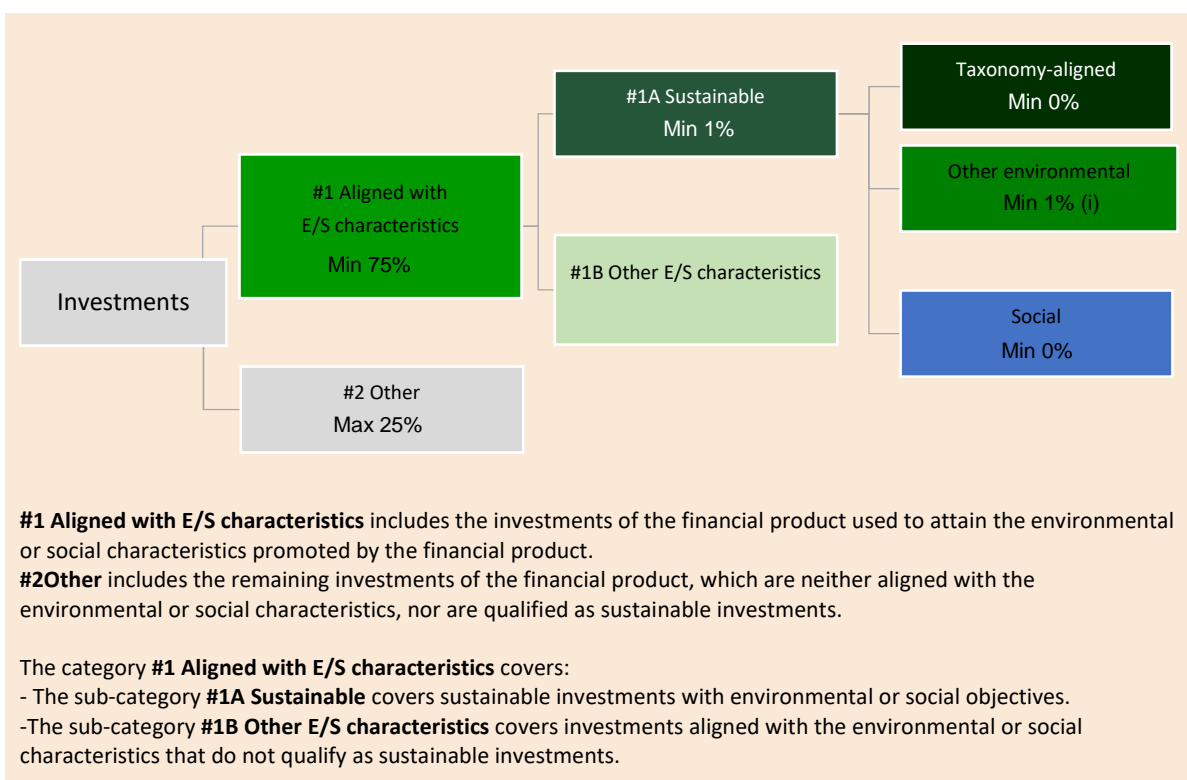 Investments
#1 Aligned with
E/S characteristics
Min 75%
#2 Other
Max 25%
#1A Sustainable
Min 1%
#1B Other E/S characteristics
Taxonomy-aligned
Min 0%
Other environmental
Min 1% (i)
Social
Min 0%
#1 Aligned with E/S characteristics includes the investments of the financial product used to attain the environmental
or social characteristics promoted by the financial product.
#2Other includes the remaining investments of the financial product, which are neither aligned with the
environmental or social characteristics, nor are qualified as sustainable investments.
The category #1 Aligned with E/S characteristics covers:
- The sub-category #1A Sustainable covers sustainable investments with environmental or social objectives.
-The sub-category #1B Other E/S characteristics covers investments aligned with the environmental or social
characteristics that do not qualify as sustainable investments.